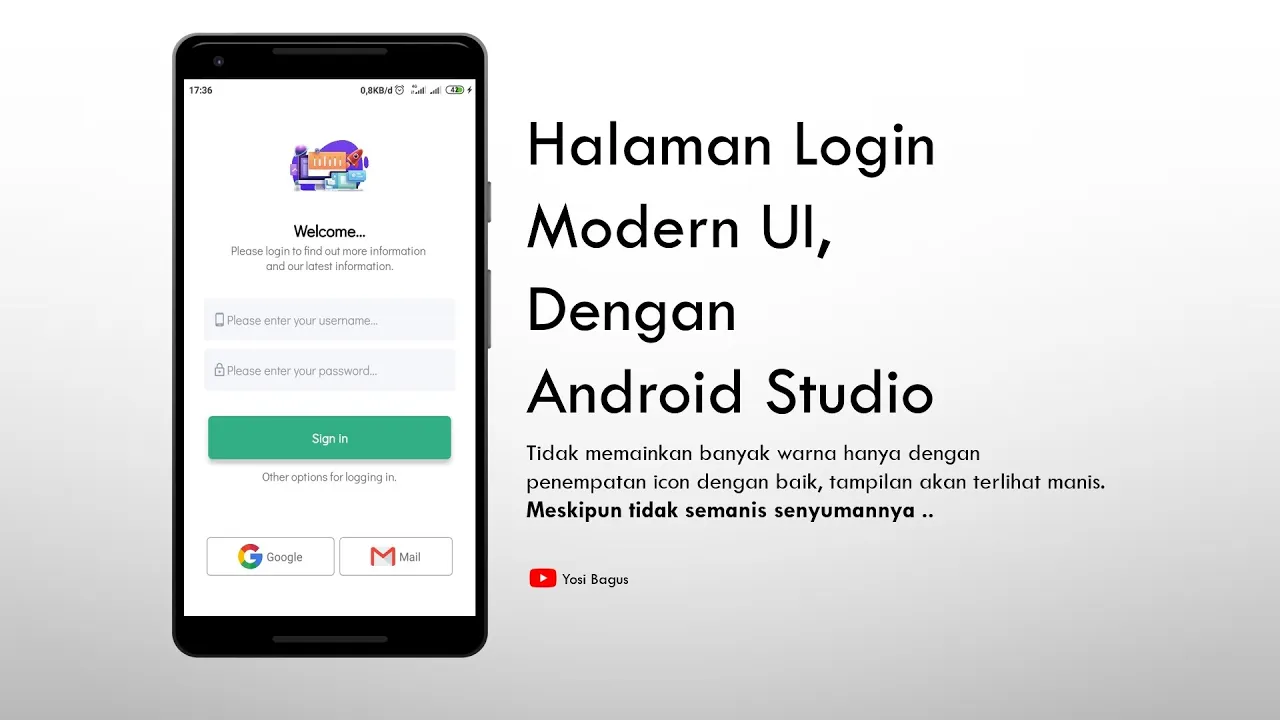 17:36
0,8KB/d
4G
42
Welcome...
Please login to find out more information
and our latest information.
Please enter your username...
Please enter your password...
Sign In
Other options for logging in.
Google
Mail
Halaman Login
Modern UI,
Dengan
Android Studio
Tidak memainkan banyak warna hanya dengan
penempatan icon dengan baik, tampilan akan terlihat manis.
Meskipun tidak semanis senyumannya ..
Yosi Bagus